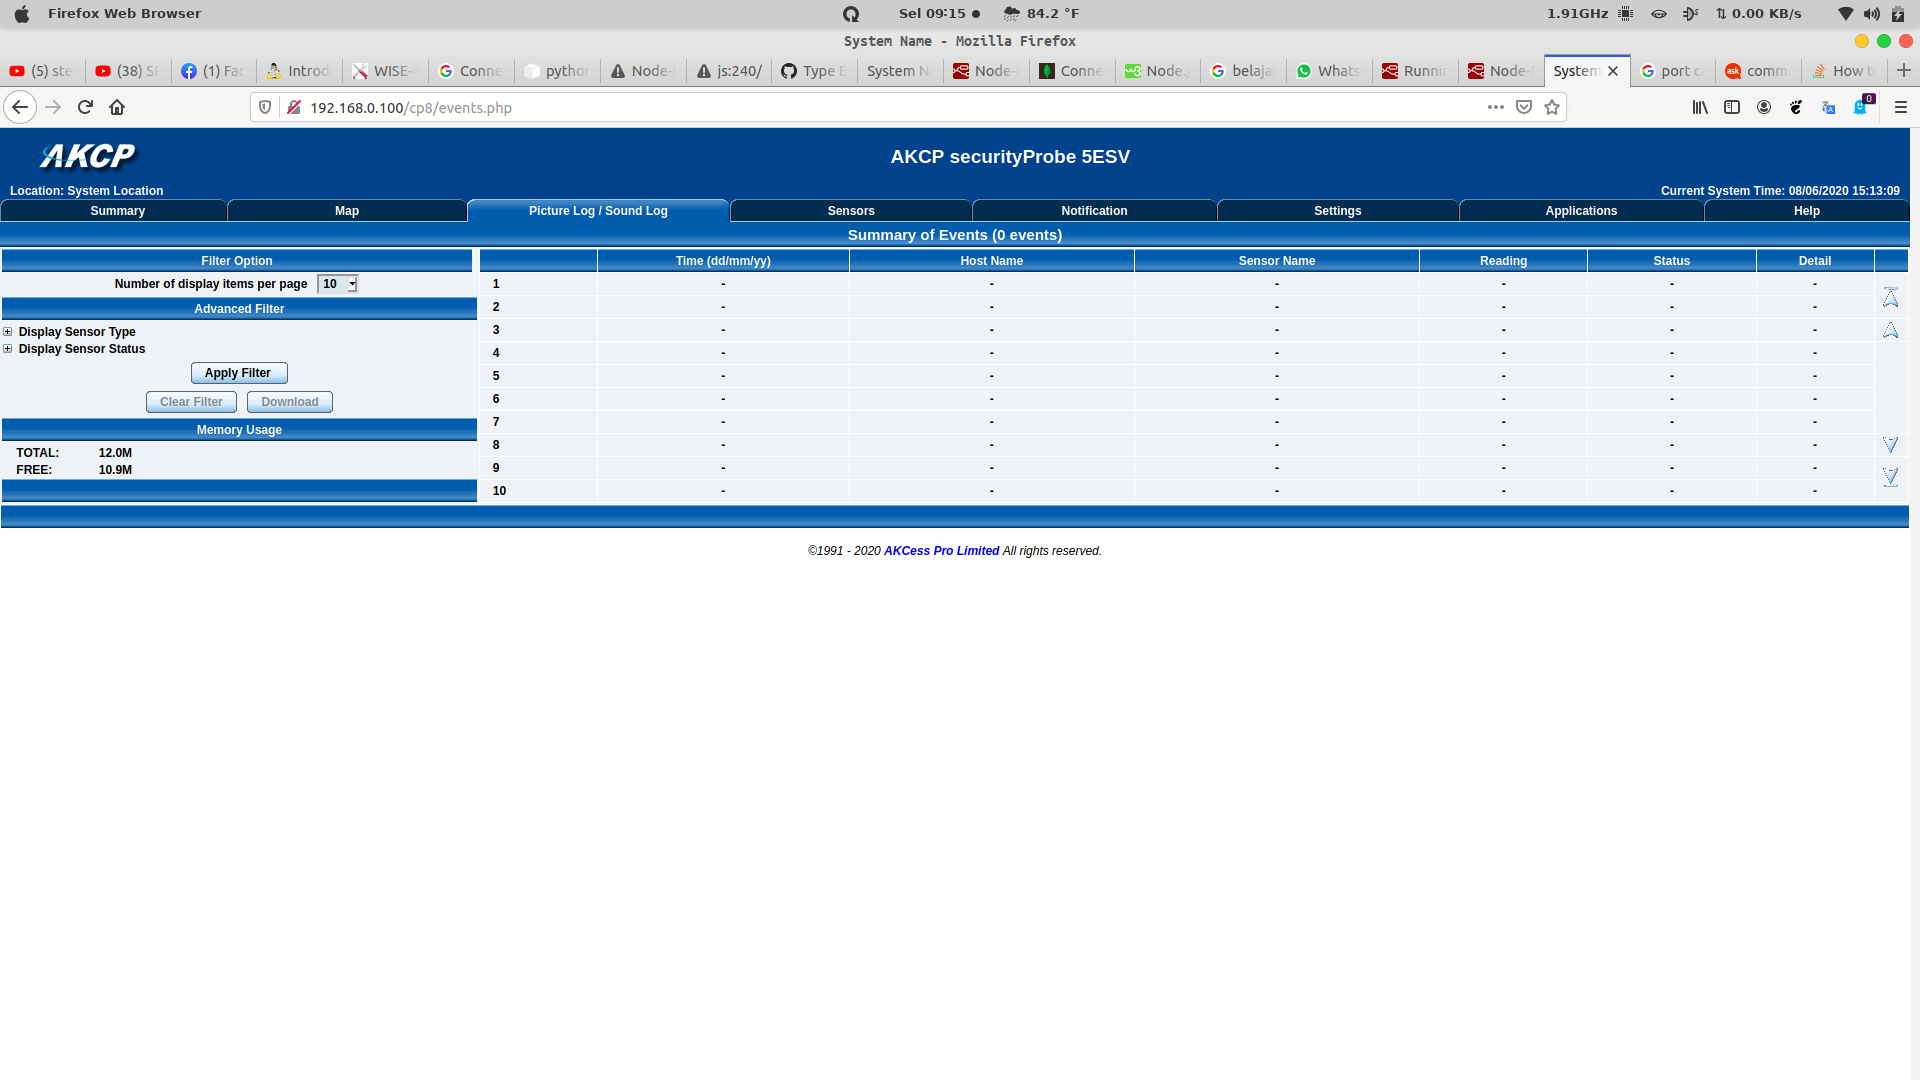 Firefox Web Browser
Sel 09:15
84.2 °F
1.91GHz
0.00 KB/s
System Name - Mozilla Firefox
(5) ste
(38) SP
(1) Fac
Introd
WISE-
Conne
python
Node-
js:240/
Type E
System N
Node-
Conne
Node.
belaja
Whats
Runnin
Node-
System
port c
comm
How t
192.168.0.100/cp8/events.php
0
AKCP
AKCP securityProbe 5ESV
Location: System Location
Current System Time: 08/06/2020 15:13:09
Summary
Map
Picture Log / Sound Log
Sensors
Notification
Settings
Applications
Help
Summary of Events (0 events)
Filter Option
Number of display items per page 10
Advanced Filter
Display Sensor Type
Display Sensor Status
Apply Filter
Clear Filter
Download
Memory Usage
TOTAL: 12.0M
FREE: 10.9M
Time (dd/mm/yy) Host Name Sensor Name Reading Status Detail
1 - - - - - -
2 - - - - - -
3 - - - - - -
4 - - - - - -
5 - - - - - -
6 - - - - - -
7 - - - - - -
8 - - - - - -
9 - - - - - -
10 - - - - - -
©1991 - 2020 AKCess Pro Limited All rights reserved.